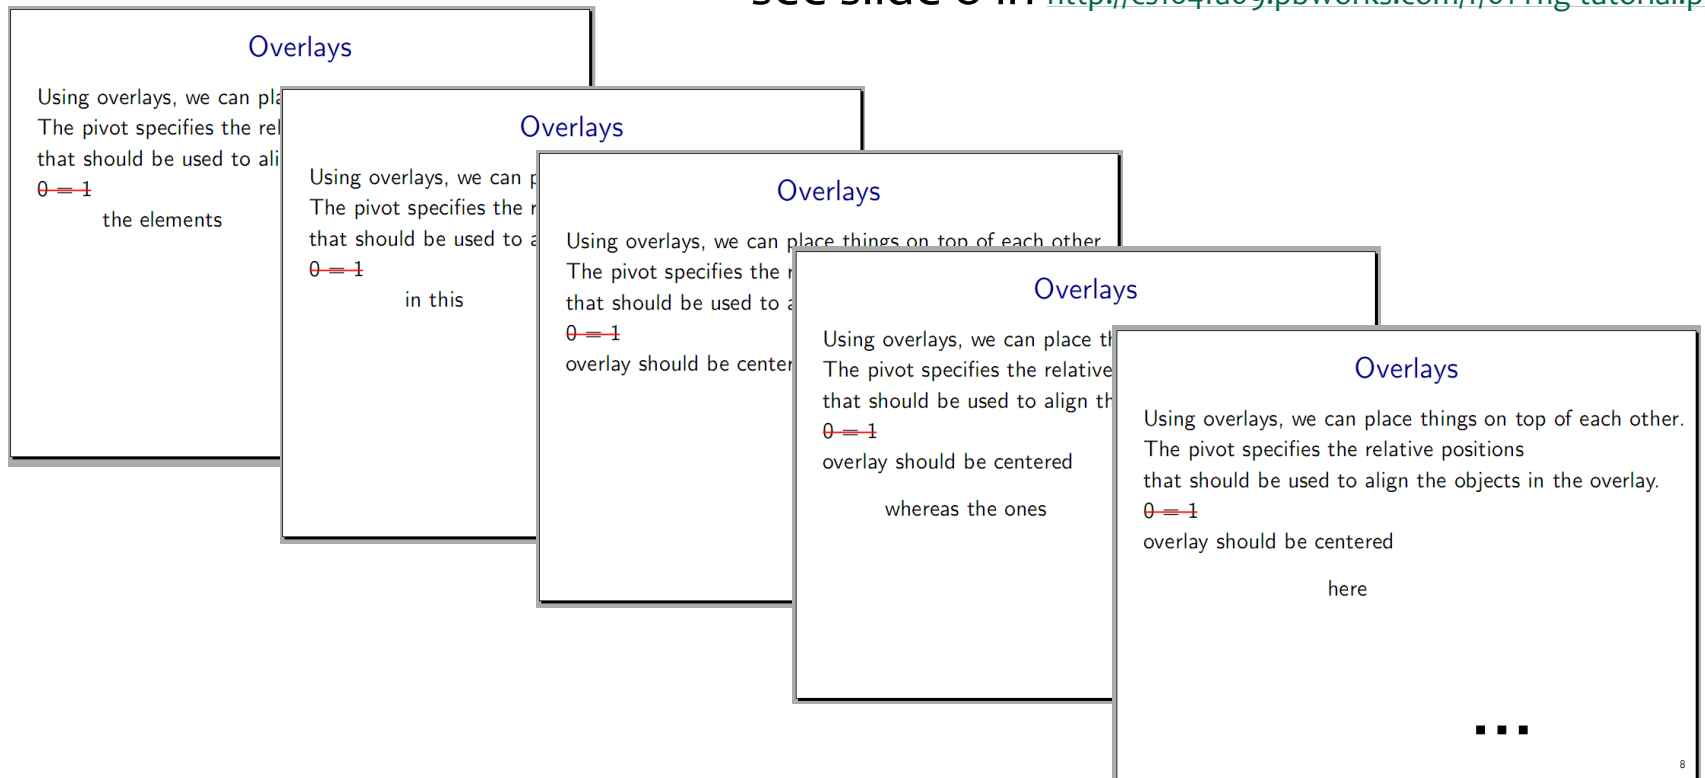 see slide 8 in
Overlays
Using overlays, we can
The pivot specifies the
that should be used to
0 = 1
the elements
Overlays
Using overlays, we can
The pivot specifies the
that should be used to
0 = 1
in this
Overlays
Using overlays, we can place things on top of each other
The pivot specifies the
that should be used to
0 = 1
overlay should be
Overlays
Using overlays, we can place
The pivot specifies the relative
that should be used to align
0 = 1
overlay should be centered
whereas the ones
Overlays
Using overlays, we can place things on top of each other.
The pivot specifies the relative positions
that should be used to align the objects in the overlay.
0 = 1
overlay should be centered
here
...
8